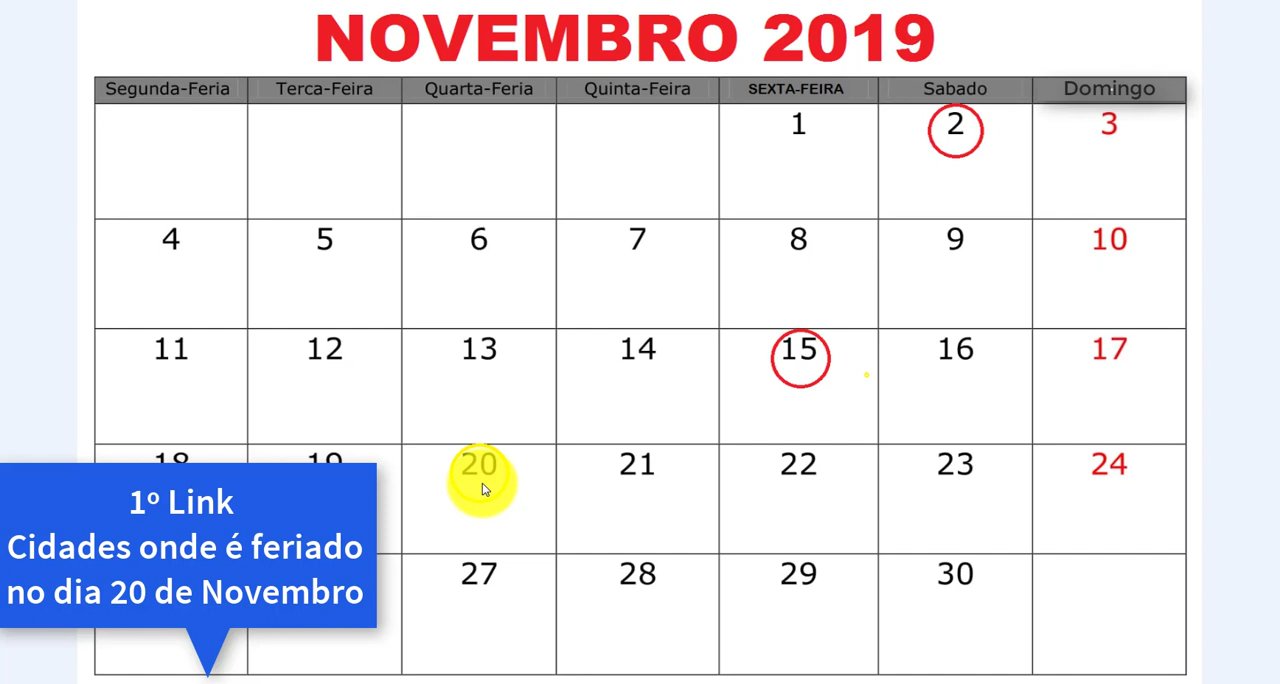 NOVEMBRO 2019
Segunda-Feria Terca-Feira Quarta-Feria Quinta-Feira SEXTA-FEIRA Sabado Domingo
1 2 3
4 5 6 7 8 9 10
11 12 13 14 15 16 17
18 19 20 21 22 23 24
27 28 29 30
1º Link
Cidades onde é feriado
no dia 20 de Novembro